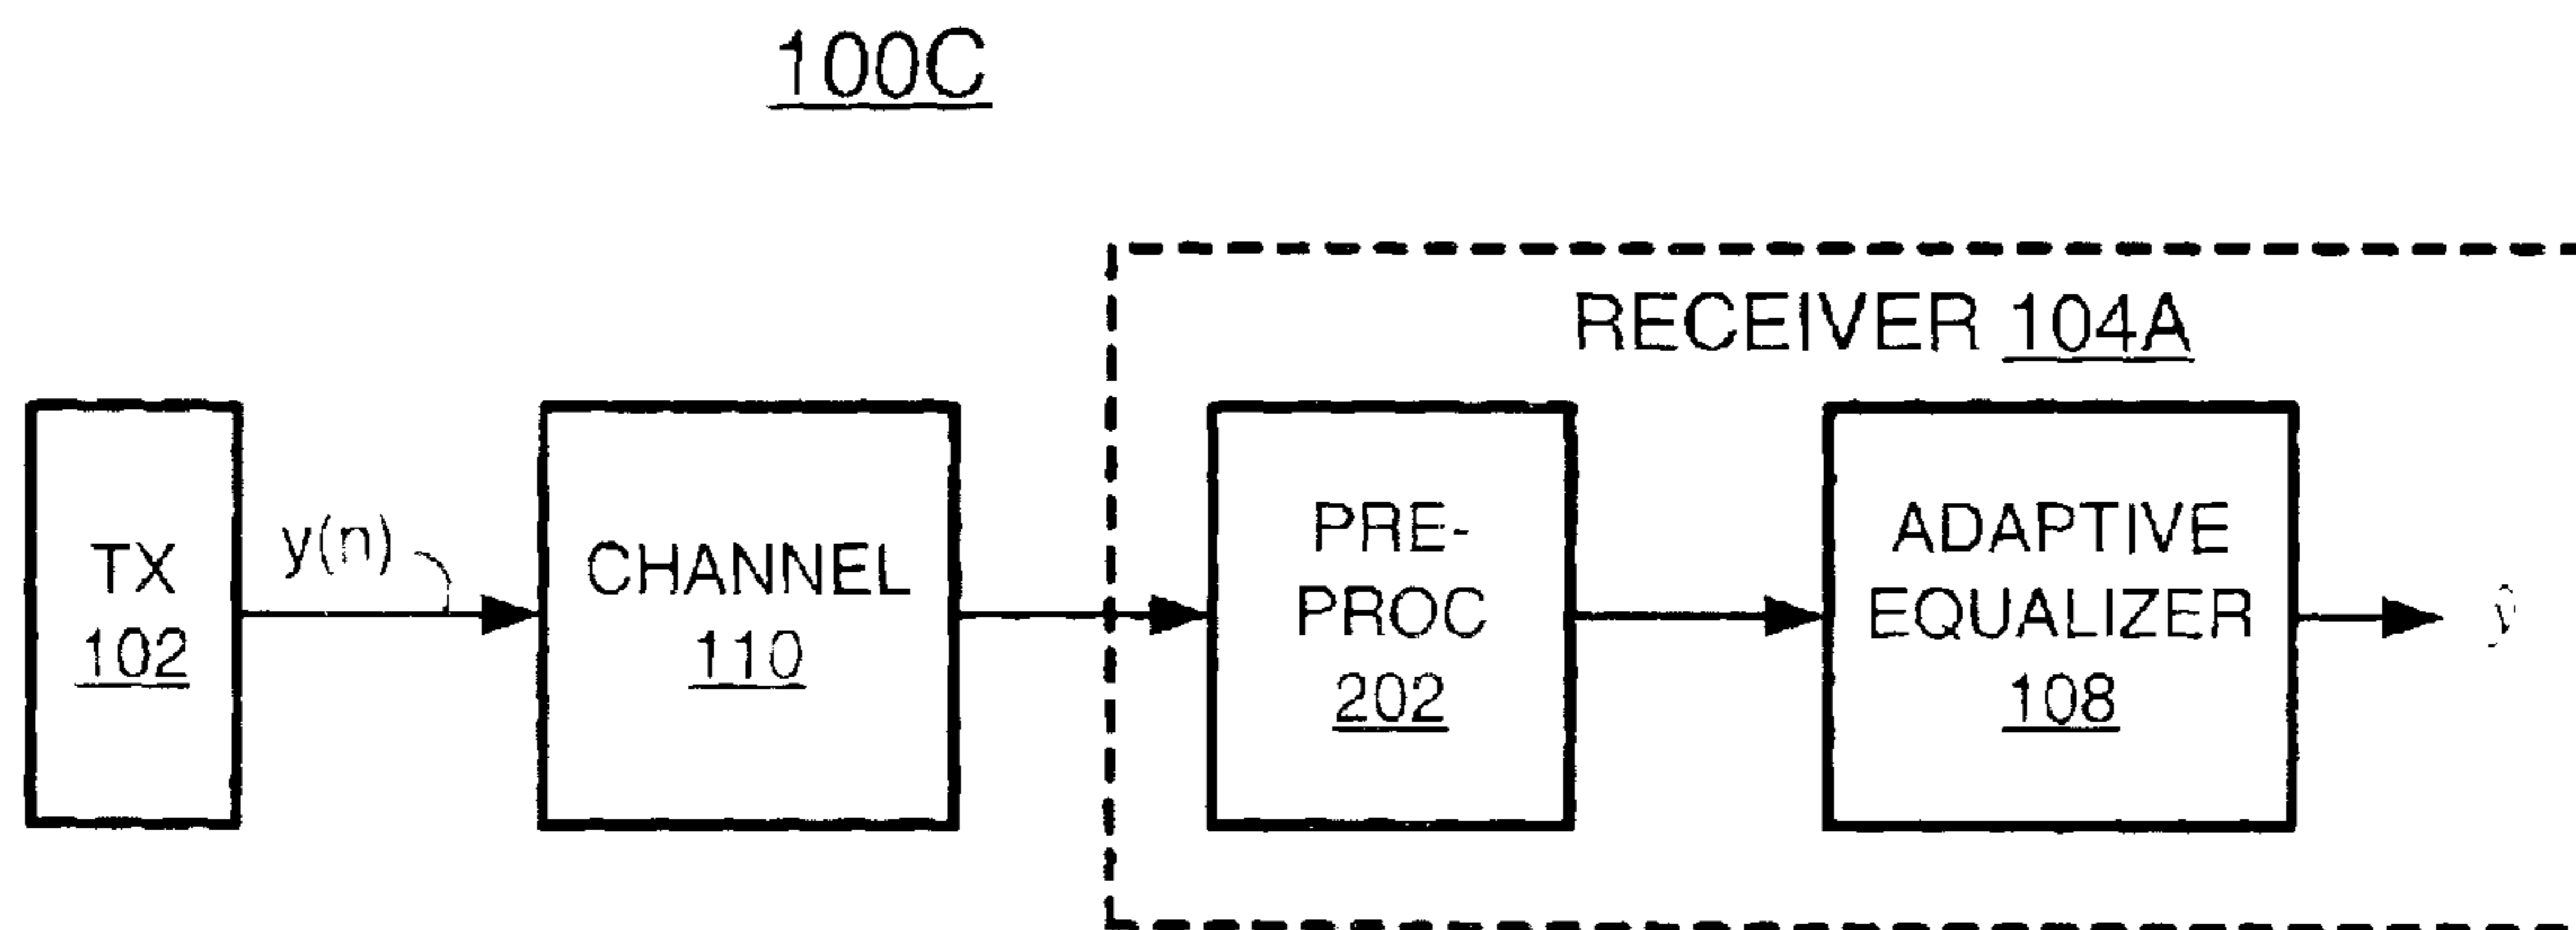 100C
RECEIVER 104A
TX
102
y(n)
CHANNEL
110
PRE-
PROC
202
ADAPTIVE
EQUALIZER
108
ŷ